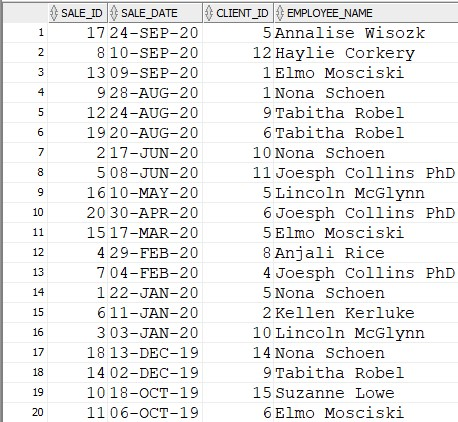 SALE_ID SALE_DATE CLIENT_ID EMPLOYEE_NAME
1 17 24-SEP-20 5 Annalise Wisozk
2 8 10-SEP-20 12 Haylie Corkery
3 13 09-SEP-20 1 Elmo Mosciski
4 9 28-AUG-20 1 Nona Schoen
5 12 24-AUG-20 9 Tabitha Robel
6 19 20-AUG-20 6 Tabitha Robel
7 2 17-JUN-20 10 Nona Schoen
8 5 08-JUN-20 11 Joesph Collins PhD
9 16 10-MAY-20 5 Lincoln McGlynn
10 20 30-APR-20 6 Joesph Collins PhD
11 15 17-MAR-20 5 Elmo Mosciski
12 4 29-FEB-20 8 Anjali Rice
13 7 04-FEB-20 4 Joesph Collins PhD
14 1 22-JAN-20 5 Nona Schoen
15 6 11-JAN-20 2 Kellen Kerluke
16 3 03-JAN-20 10 Lincoln McGlynn
17 18 13-DEC-19 14 Nona Schoen
18 14 02-DEC-19 9 Tabitha Robel
19 10 18-OCT-19 15 Suzanne Lowe
20 11 06-OCT-19 6 Elmo Mosciski